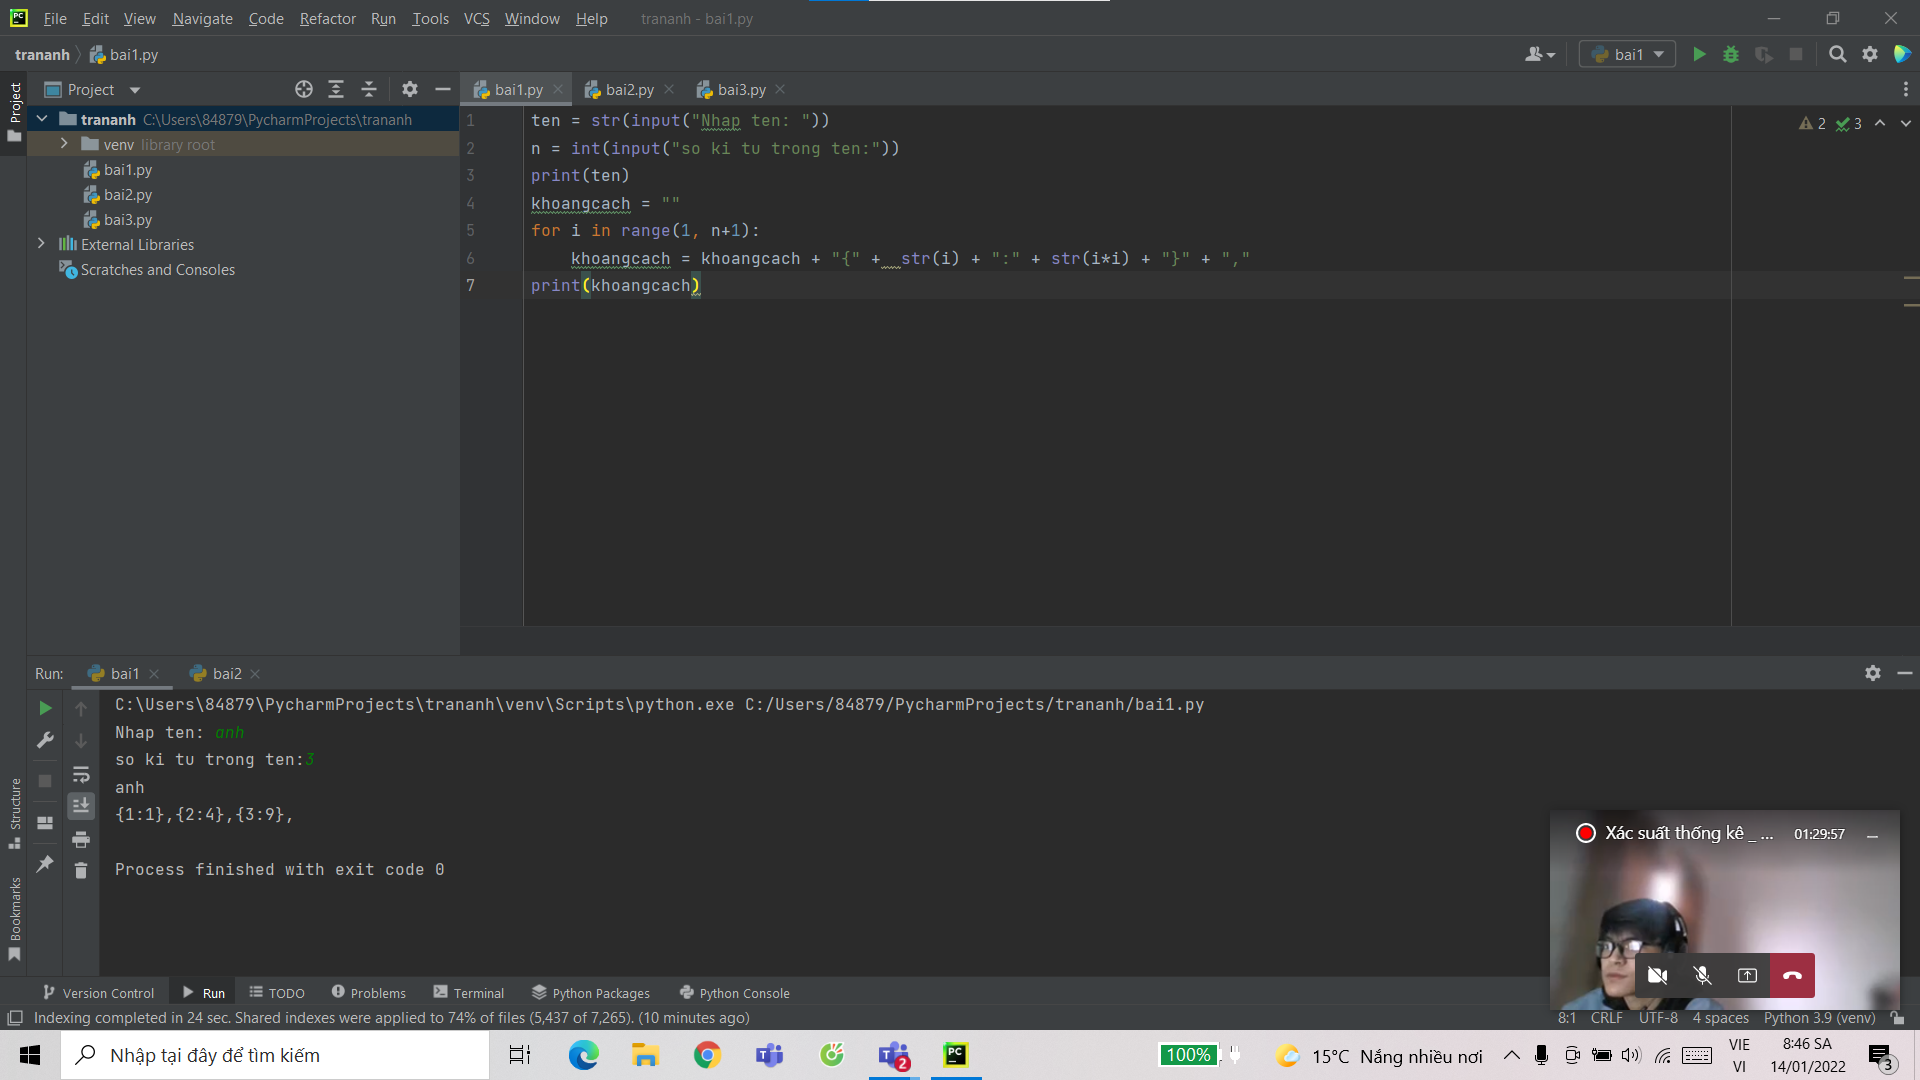 File Edit View Navigate Code Refactor Run Tools VCS Window Help trananh - bai1.py
trananh bai1.py bai1
Project bai1.py bai2.py bai3.py
Project
trananh C:\Users\84879\PycharmProjects\trananh
venv library root
bai1.py
bai2.py
bai3.py
External Libraries
Scratches and Consoles
1 ten = str(input("Nhap ten: "))
2 n = int(input("so ki tu trong ten:"))
3 print(ten)
4 khoangcach = ""
5 for i in range(1, n+1):
6 khoangcach = khoangcach + "{" +  str(i) + ":" + str(i*i) + "}" + ","
7 print(khoangcach)
2 3
Run: bai1 bai2
C:\Users\84879\PycharmProjects\trananh\venv\Scripts\python.exe C:/Users/84879/PycharmProjects/trananh/bai1.py
Nhap ten: anh
so ki tu trong ten:3
anh
{1:1},{2:4},{3:9},
Process finished with exit code 0
Structure
Bookmarks
Xác suất thống kê _ ... 01:29:57
Version Control Run TODO Problems Terminal Python Packages Python Console
Indexing completed in 24 sec. Shared indexes were applied to 74% of files (5,437 of 7,265). (10 minutes ago) 8:1 CRLF UTF-8 4 spaces Python 3.9 (venv)
Nhập tại đây để tìm kiếm 2 PC 100% 15°C Nắng nhiều nơi VIE 8:46 SA
VI 14/01/2022 3